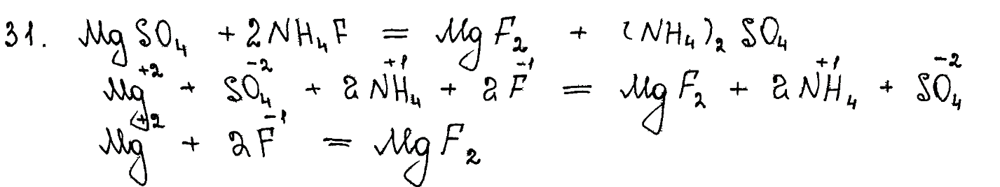 31. MgSO₄ + 2NH₄F = MgF₂ + (NH₄)₂SO₄
Mg⁺² + SO₄⁻² + 2NH₄⁺¹ + 2F⁻¹ = MgF₂ + 2NH₄⁺¹ + SO₄⁻²
Mg⁺² + 2F⁻¹ = MgF₂